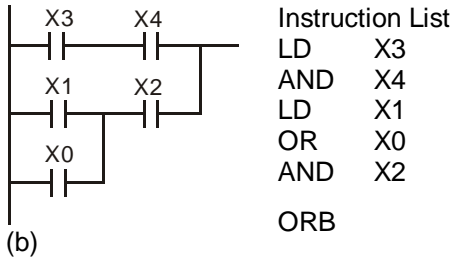 X3 X4
X1 X2
X0
(b)
Instruction List
LD X3
AND X4
LD X1
OR X0
AND X2
ORB